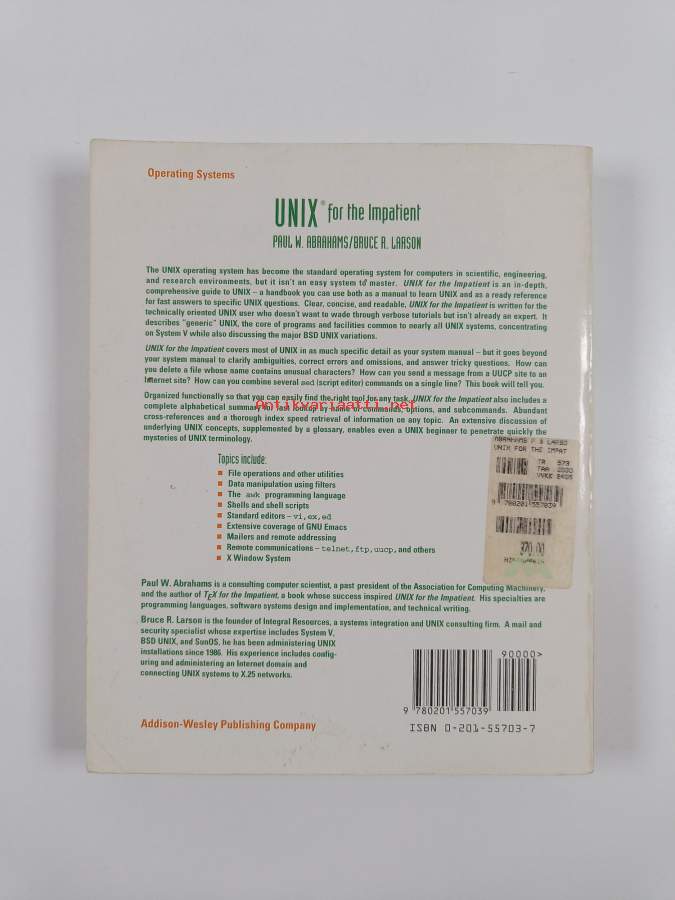 Operating Systems
UNIX® for the Impatient
PAUL W. ABRAHAMS/BRUCE R. LARSON
The UNIX operating system has become the standard operating system for computers in scientific, engineering,
and research environments, but it isn't an easy system to master. UNIX for the Impatient is an in-depth,
comprehensive guide to UNIX – a handbook you can use both as a manual to learn UNIX and as a ready reference
for fast answers to specific UNIX questions. Clear, concise, and readable, UNIX for the Impatient is written for the
technically oriented UNIX user who doesn't want to wade through verbose tutorials but isn't already an expert. It
describes "generic" UNIX, the core of programs and facilities common to nearly all UNIX systems, concentrating
on System V while also discussing the major BSD UNIX variations.
UNIX for the Impatient covers most of UNIX in as much specific detail as your system manual – but it goes beyond
your system manual to clarify ambiguities, correct errors and omissions, and answer tricky questions. How can
you delete a file whose name contains unusual characters? How can you send a message from a UUCP site to an
Internet site? How can you combine several sed (script editor) commands on a single line? This book will tell you.
Organized functionally so that you can easily find the right tool for any task, UNIX for the Impatient also includes a
Antikvariaatti.net
complete alphabetical summary for fast lookup by name of commands, options, and subcommands. Abundant
cross-references and a thorough index speed retrieval of information on any topic. An extensive discussion of
underlying UNIX concepts, supplemented by a glossary, enables even a UNIX beginner to penetrate quickly the
mysteries of UNIX terminology.
ABRAHAMS P & LARSO
UNIX FOR THE IMPAT
TR 573
TAA 2000
VVKK 9405
9 780201 557039
370.00
Topics include:
■ File operations and other utilities
■ Data manipulation using filters
■ The awk programming language
■ Shells and shell scripts
■ Standard editors – vi, ex, ed
■ Extensive coverage of GNU Emacs
■ Mailers and remote addressing
■ Remote communications – telnet, ftp, uucp, and others
■ X Window System
Paul W. Abrahams is a consulting computer scientist, a past president of the Association for Computing Machinery,
and the author of TEX for the Impatient, a book whose success inspired UNIX for the Impatient. His specialties are
programming languages, software systems design and implementation, and technical writing.
Bruce R. Larson is the founder of Integral Resources, a systems integration and UNIX consulting firm. A mail and
security specialist whose expertise includes System V,
BSD UNIX, and SunOS, he has been administering UNIX
installations since 1986. His experience includes config-
uring and administering an Internet domain and
connecting UNIX systems to X.25 networks.
90000>
9 780201 557039
ISBN 0-201-55703-7
Addison-Wesley Publishing Company